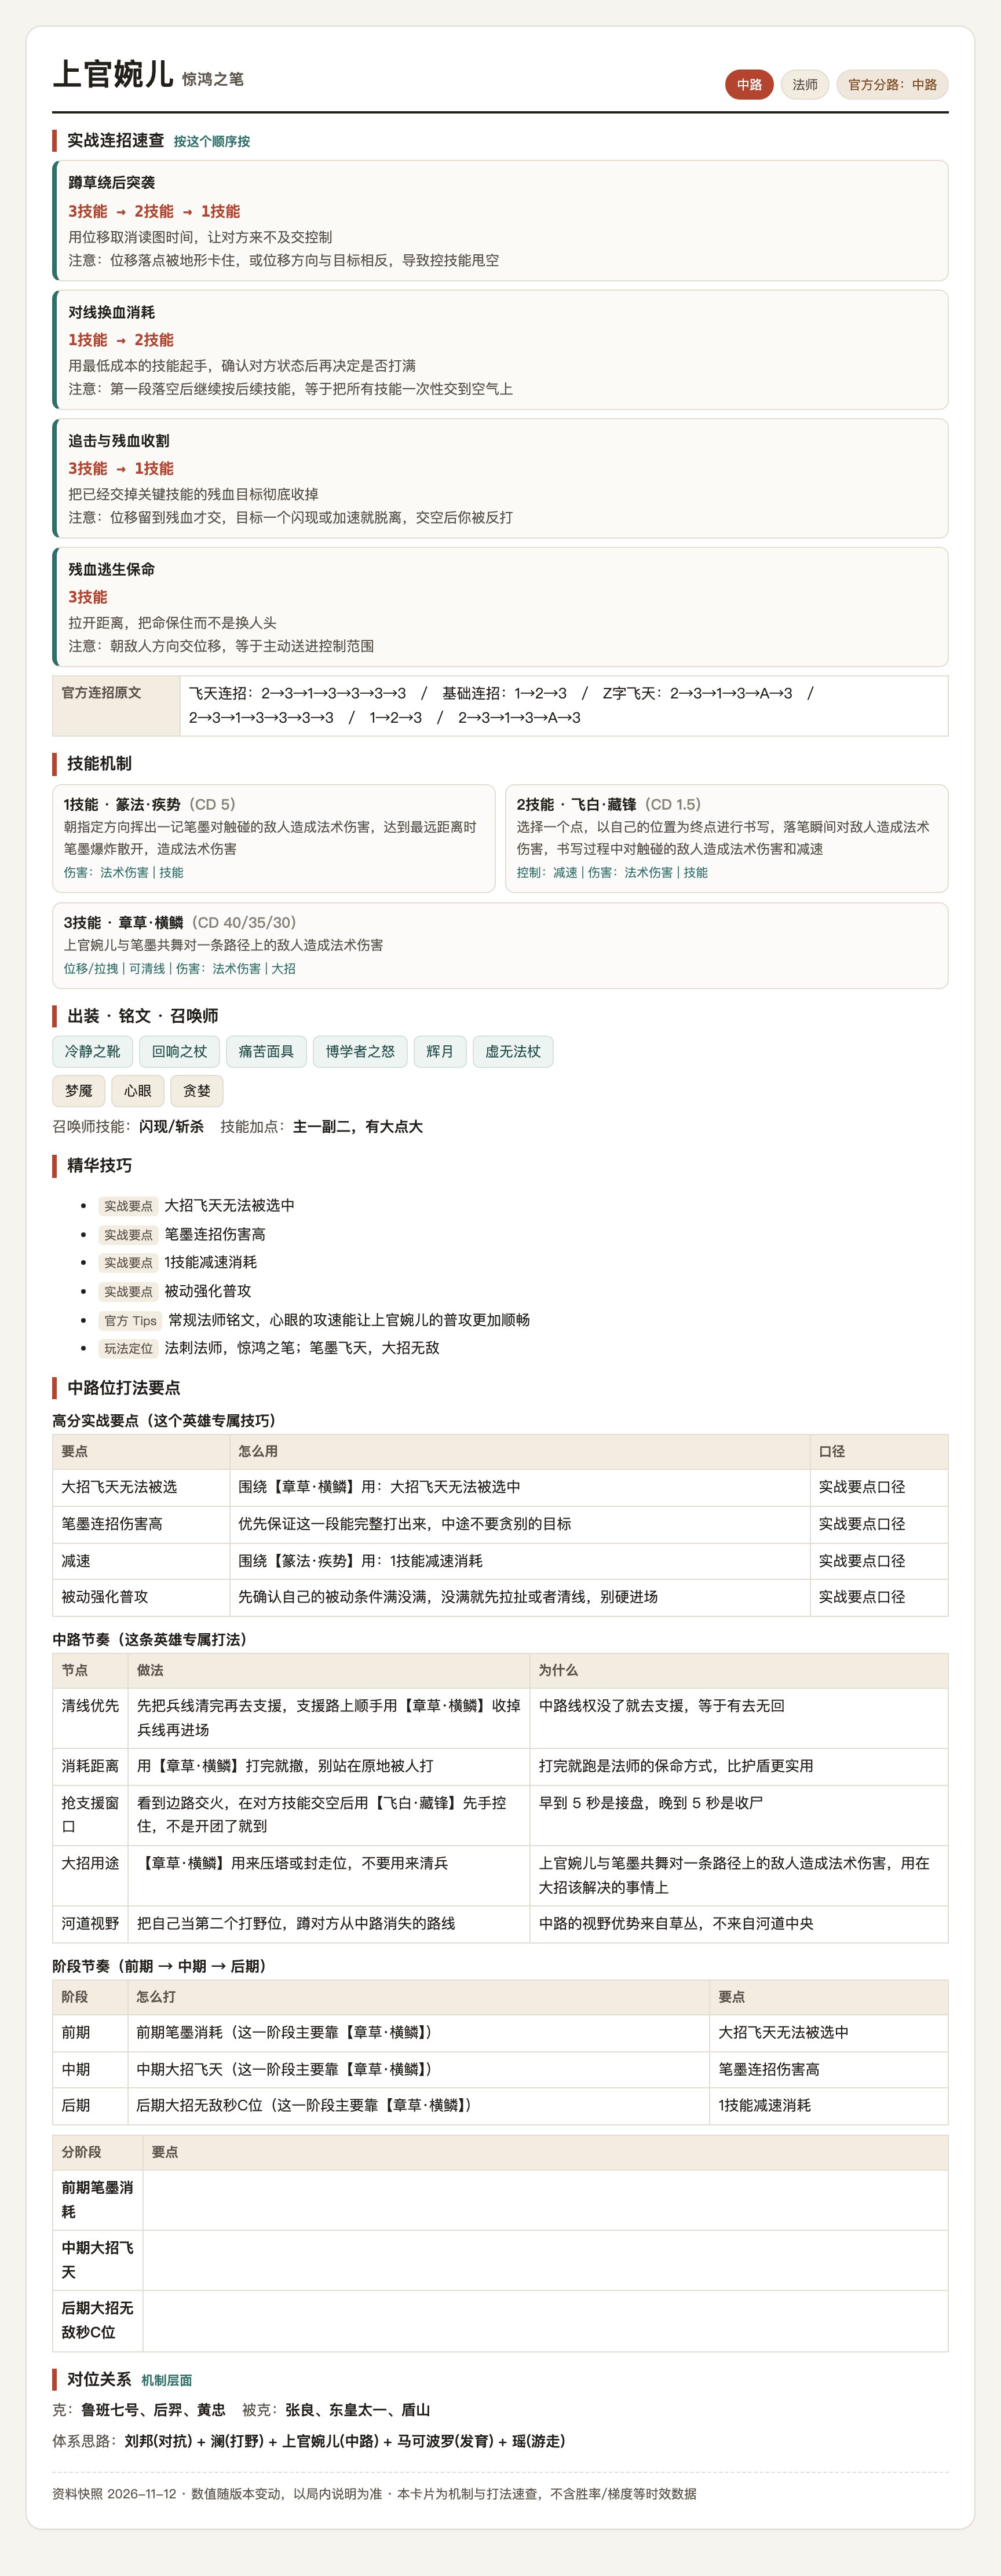 上官婉儿 惊鸿之笔
中路 法师 官方分路：中路
实战连招速查 按这个顺序按
蹲草绕后突袭
3技能 → 2技能 → 1技能
用位移取消读图时间，让对方来不及交控制
注意：位移落点被地形卡住，或位移方向与目标相反，导致控技能甩空
对线换血消耗
1技能 → 2技能
用最低成本的技能起手，确认对方状态后再决定是否打满
注意：第一段落空后继续按后续技能，等于把所有技能一次性交到空气上
追击与残血收割
3技能 → 1技能
把已经交掉关键技能的残血目标彻底收掉
注意：位移留到残血才交，目标一个闪现或加速就脱离，交空后你被反打
残血逃生保命
3技能
拉开距离，把命保住而不是换人头
注意：朝敌人方向交位移，等于主动送进控制范围
官方连招原文 飞天连招：2→3→1→3→3→3→3 / 基础连招：1→2→3 / Z字飞天：2→3→1→3→A→3 /
2→3→1→3→3→3→3 / 1→2→3 / 2→3→1→3→A→3
技能机制
1技能 · 篆法·疾势（CD 5）
朝指定方向挥出一记笔墨对触碰的敌人造成法术伤害，达到最远距离时
笔墨爆炸散开，造成法术伤害
伤害：法术伤害 | 技能
2技能 · 飞白·藏锋（CD 1.5）
选择一个点，以自己的位置为终点进行书写，落笔瞬间对敌人造成法术
伤害，书写过程中对触碰的敌人造成法术伤害和减速
控制：减速 | 伤害：法术伤害 | 技能
3技能 · 章草·横鳞（CD 40/35/30）
上官婉儿与笔墨共舞对一条路径上的敌人造成法术伤害
位移/拉拽 | 可清线 | 伤害：法术伤害 | 大招
出装 · 铭文 · 召唤师
冷静之靴 回响之杖 痛苦面具 博学者之怒 辉月 虚无法杖
梦魇 心眼 贪婪
召唤师技能：闪现/斩杀 技能加点：主一副二，有大点大
精华技巧
• 实战要点 大招飞天无法被选中
• 实战要点 笔墨连招伤害高
• 实战要点 1技能减速消耗
• 实战要点 被动强化普攻
• 官方 Tips 常规法师铭文，心眼的攻速能让上官婉儿的普攻更加顺畅
• 玩法定位 法刺法师，惊鸿之笔；笔墨飞天，大招无敌
中路位打法要点
高分实战要点（这个英雄专属技巧）
要点 怎么用 口径
大招飞天无法被选 围绕【章草·横鳞】用：大招飞天无法被选中 实战要点口径
笔墨连招伤害高 优先保证这一段能完整打出来，中途不要贪别的目标 实战要点口径
减速 围绕【篆法·疾势】用：1技能减速消耗 实战要点口径
被动强化普攻 先确认自己的被动条件满没满，没满就先拉扯或者清线，别硬进场 实战要点口径
中路节奏（这条英雄专属打法）
节点 做法 为什么
清线优先 先把兵线清完再去支援，支援路上顺手用【章草·横鳞】收掉
兵线再进场 中路线权没了就去支援，等于有去无回
消耗距离 用【章草·横鳞】打完就撤，别站在原地被人打 打完就跑是法师的保命方式，比护盾更实用
抢支援窗
口 看到边路交火，在对方技能交空后用【飞白·藏锋】先手控
住，不是开团了就到 早到 5 秒是接盘，晚到 5 秒是收尸
大招用途 【章草·横鳞】用来压塔或封走位，不要用来清兵 上官婉儿与笔墨共舞对一条路径上的敌人造成法术伤害，用在
大招该解决的事情上
河道视野 把自己当第二个打野位，蹲对方从中路消失的路线 中路的视野优势来自草丛，不来自河道中央
阶段节奏（前期 → 中期 → 后期）
阶段 怎么打 要点
前期 前期笔墨消耗（这一阶段主要靠【章草·横鳞】） 大招飞天无法被选中
中期 中期大招飞天（这一阶段主要靠【章草·横鳞】） 笔墨连招伤害高
后期 后期大招无敌秒C位（这一阶段主要靠【章草·横鳞】） 1技能减速消耗
分阶段 要点
前期笔墨消
耗
中期大招飞
天
后期大招无
敌秒C位
对位关系 机制层面
克：鲁班七号、后羿、黄忠 被克：张良、东皇太一、盾山
体系思路：刘邦(对抗) + 澜(打野) + 上官婉儿(中路) + 马可波罗(发育) + 瑶(游走)
资料快照 2026-11-12 · 数值随版本变动，以局内说明为准 · 本卡片为机制与打法速查，不含胜率/梯度等时效数据